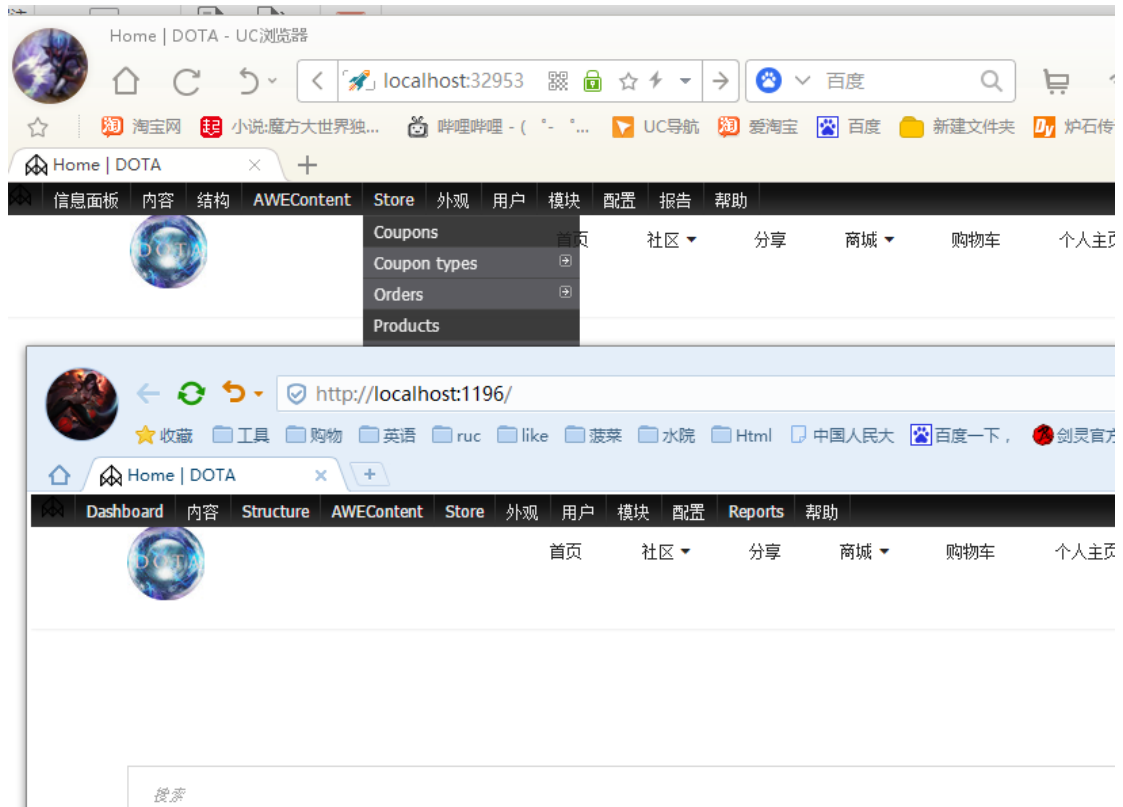 Home | DOTA - UC浏览器
localhost:32953 百度
淘宝网 小说:魔方大世界独... 哔哩哔哩 - ( ゜- ゜... UC导航 爱淘宝 百度 新建文件夹 炉石传
Home | DOTA
信息面板 内容 结构 AWEContent Store 外观 用户 模块 配置 报告 帮助
DOTA 首页 社区 分享 商城 购物车 个人主页
Coupons
Coupon types
Orders
Products
http://localhost:1196/
收藏 工具 购物 英语 ruc like 菠菜 水院 Html 中国人民大 百度一下， 剑灵官方
Home | DOTA
Dashboard 内容 Structure AWEContent Store 外观 用户 模块 配置 Reports 帮助
DOTA 首页 社区 分享 商城 购物车 个人主页
搜索